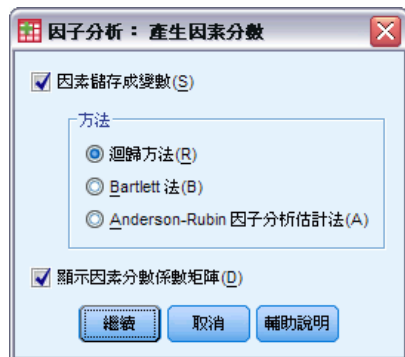 因子分析： 產生因素分數
因素儲存成變數(S)
方法
迴歸方法(R)
Bartlett 法(B)
Anderson-Rubin 因子分析估計法(A)
顯示因素分數係數矩陣(D)
繼續 取消 輔助說明